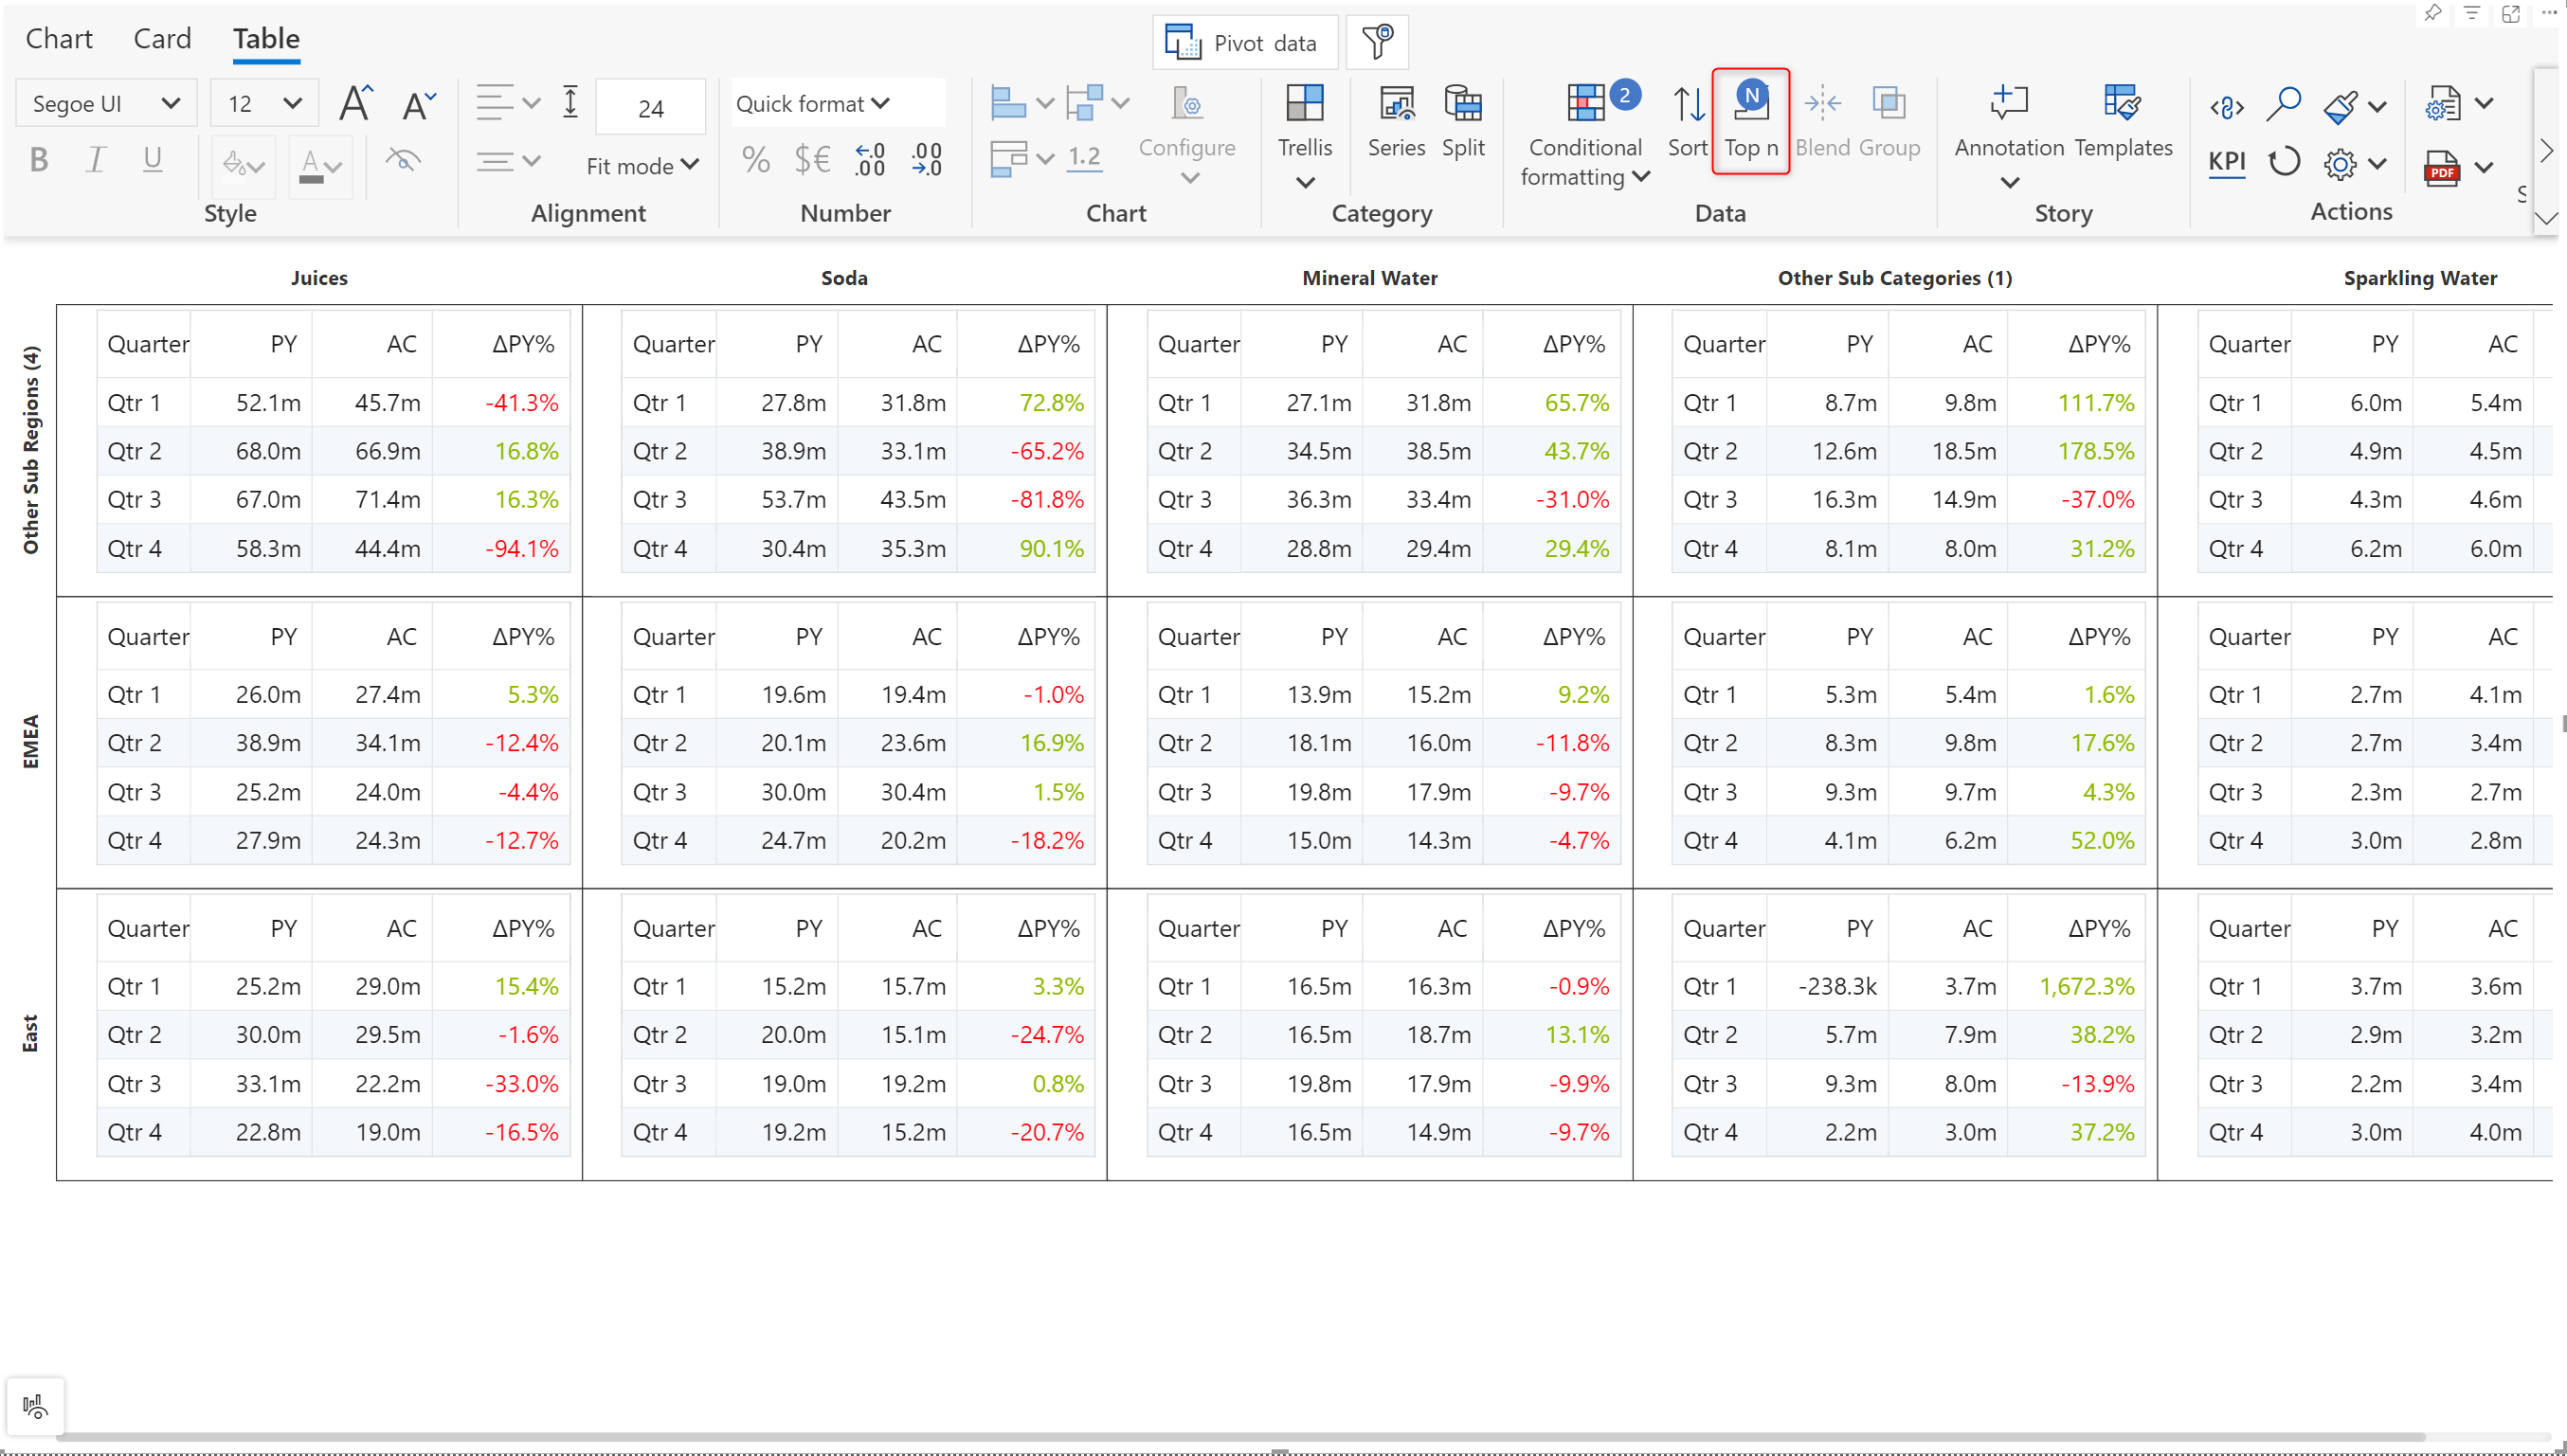 Chart Card Table
Pivot data
Segoe UI 12 24 Quick format 2 N
B I U Fit mode % $€ ←.0 .00 .00 →.0 1.2 Configure Trellis Series Split Conditional formatting Sort Top n Blend Group Annotation Templates KPI PDF
Style Alignment Number Chart Category Data Story Actions
Juices Soda Mineral Water Other Sub Categories (1) Sparkling Water
Other Sub Regions (4)
Quarter PY AC ΔPY% Quarter PY AC ΔPY% Quarter PY AC ΔPY% Quarter PY AC ΔPY% Quarter PY AC
Qtr 1 52.1m 45.7m -41.3% Qtr 1 27.8m 31.8m 72.8% Qtr 1 27.1m 31.8m 65.7% Qtr 1 8.7m 9.8m 111.7% Qtr 1 6.0m 5.4m
Qtr 2 68.0m 66.9m 16.8% Qtr 2 38.9m 33.1m -65.2% Qtr 2 34.5m 38.5m 43.7% Qtr 2 12.6m 18.5m 178.5% Qtr 2 4.9m 4.5m
Qtr 3 67.0m 71.4m 16.3% Qtr 3 53.7m 43.5m -81.8% Qtr 3 36.3m 33.4m -31.0% Qtr 3 16.3m 14.9m -37.0% Qtr 3 4.3m 4.6m
Qtr 4 58.3m 44.4m -94.1% Qtr 4 30.4m 35.3m 90.1% Qtr 4 28.8m 29.4m 29.4% Qtr 4 8.1m 8.0m 31.2% Qtr 4 6.2m 6.0m
EMEA
Quarter PY AC ΔPY% Quarter PY AC ΔPY% Quarter PY AC ΔPY% Quarter PY AC ΔPY% Quarter PY AC
Qtr 1 26.0m 27.4m 5.3% Qtr 1 19.6m 19.4m -1.0% Qtr 1 13.9m 15.2m 9.2% Qtr 1 5.3m 5.4m 1.6% Qtr 1 2.7m 4.1m
Qtr 2 38.9m 34.1m -12.4% Qtr 2 20.1m 23.6m 16.9% Qtr 2 18.1m 16.0m -11.8% Qtr 2 8.3m 9.8m 17.6% Qtr 2 2.7m 3.4m
Qtr 3 25.2m 24.0m -4.4% Qtr 3 30.0m 30.4m 1.5% Qtr 3 19.8m 17.9m -9.7% Qtr 3 9.3m 9.7m 4.3% Qtr 3 2.3m 2.7m
Qtr 4 27.9m 24.3m -12.7% Qtr 4 24.7m 20.2m -18.2% Qtr 4 15.0m 14.3m -4.7% Qtr 4 4.1m 6.2m 52.0% Qtr 4 3.0m 2.8m
East
Quarter PY AC ΔPY% Quarter PY AC ΔPY% Quarter PY AC ΔPY% Quarter PY AC ΔPY% Quarter PY AC
Qtr 1 25.2m 29.0m 15.4% Qtr 1 15.2m 15.7m 3.3% Qtr 1 16.5m 16.3m -0.9% Qtr 1 -238.3k 3.7m 1,672.3% Qtr 1 3.7m 3.6m
Qtr 2 30.0m 29.5m -1.6% Qtr 2 20.0m 15.1m -24.7% Qtr 2 16.5m 18.7m 13.1% Qtr 2 5.7m 7.9m 38.2% Qtr 2 2.9m 3.2m
Qtr 3 33.1m 22.2m -33.0% Qtr 3 19.0m 19.2m 0.8% Qtr 3 19.8m 17.9m -9.9% Qtr 3 9.3m 8.0m -13.9% Qtr 3 2.2m 3.4m
Qtr 4 22.8m 19.0m -16.5% Qtr 4 19.2m 15.2m -20.7% Qtr 4 16.5m 14.9m -9.7% Qtr 4 2.2m 3.0m 37.2% Qtr 4 3.0m 4.0m